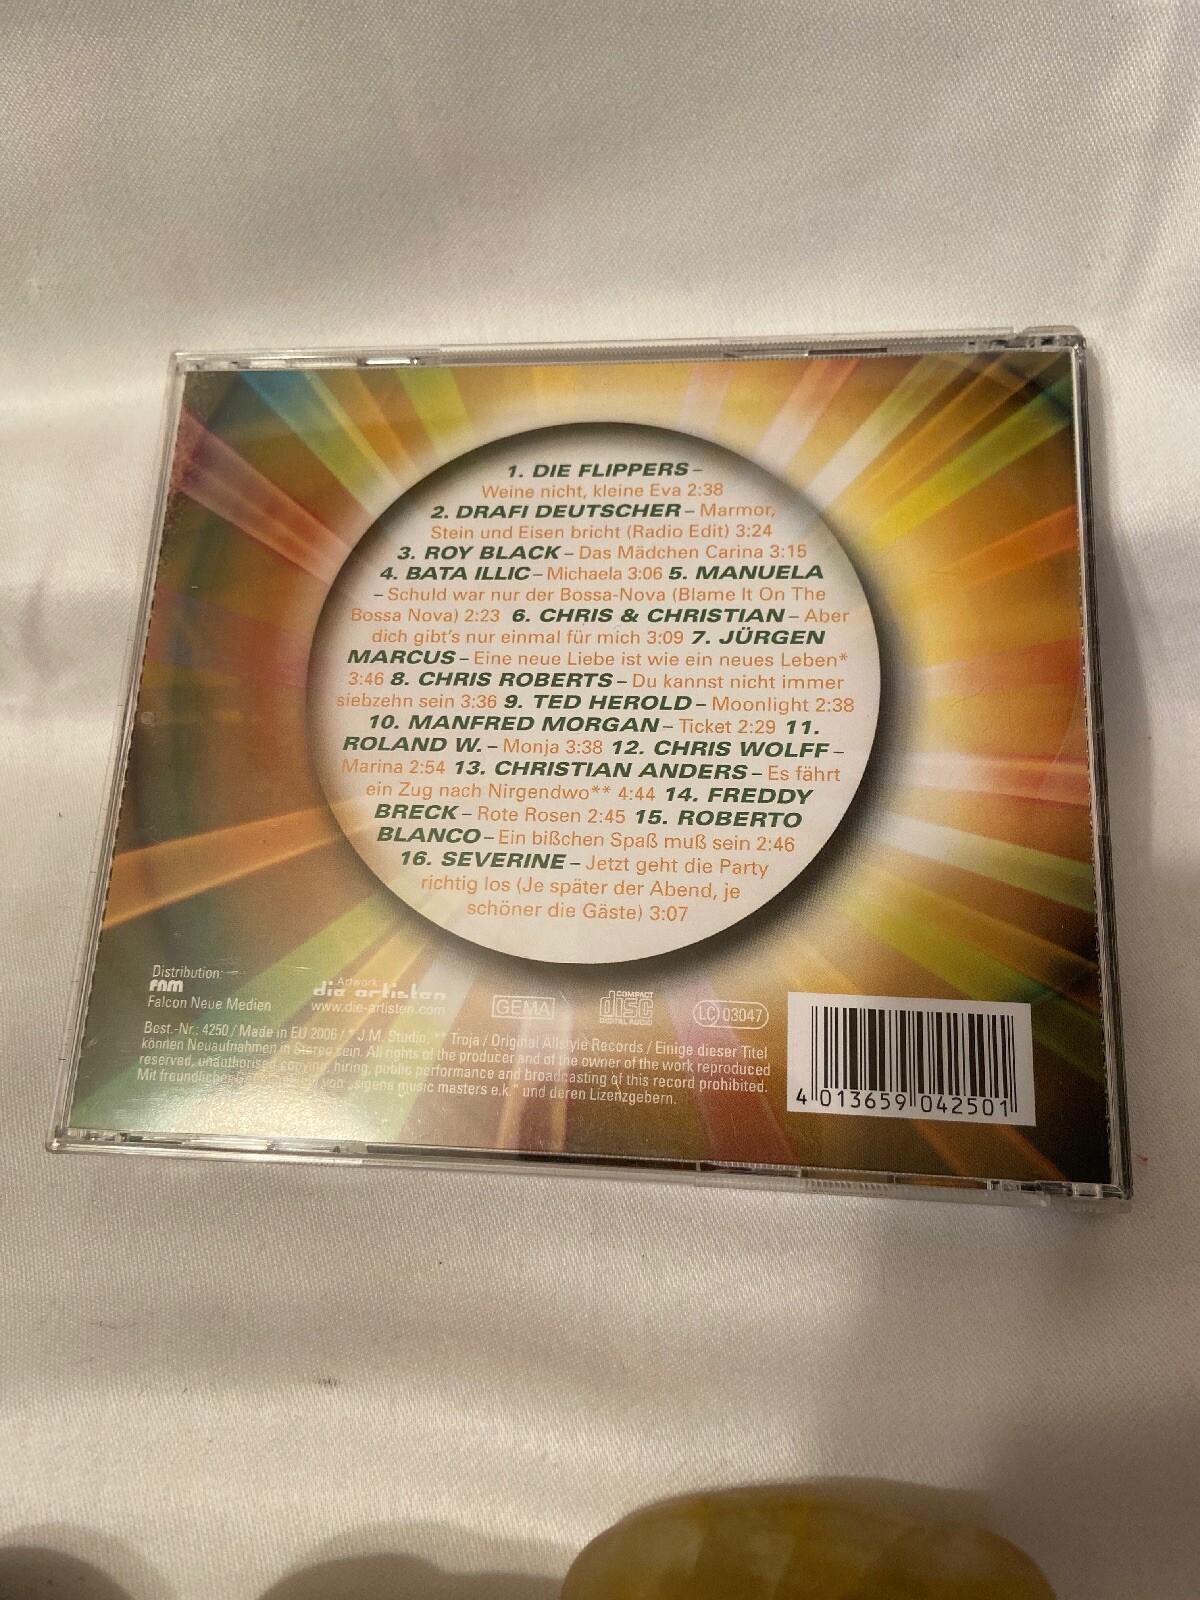 1. DIE FLIPPERS –
Weine nicht, kleine Eva 2:38
2. DRAFI DEUTSCHER – Marmor,
Stein und Eisen bricht (Radio Edit) 3:24
3. ROY BLACK – Das Mädchen Carina 3:15
4. BATA ILLIC – Michaela 3:06 5. MANUELA
– Schuld war nur der Bossa-Nova (Blame It On The
Bossa Nova) 2:23 6. CHRIS & CHRISTIAN – Aber
dich gibt's nur einmal für mich 3:09 7. JÜRGEN
MARCUS – Eine neue Liebe ist wie ein neues Leben*
3:46 8. CHRIS ROBERTS – Du kannst nicht immer
siebzehn sein 3:36 9. TED HEROLD – Moonlight 2:38
10. MANFRED MORGAN – Ticket 2:29 11.
ROLAND W. – Monja 3:38 12. CHRIS WOLFF –
Marina 2:54 13. CHRISTIAN ANDERS – Es fährt
ein Zug nach Nirgendwo** 4:44 14. FREDDY
BRECK – Rote Rosen 2:45 15. ROBERTO
BLANCO – Ein bißchen Spaß muß sein 2:46
16. SEVERINE – Jetzt geht die Party
richtig los (Je später der Abend, je
schöner die Gäste) 3:07
Distribution:
FNM
Falcon Neue Medien
Artwork
die artisten
www.die-artisten.com
GEMA
COMPACT
disc
DIGITAL AUDIO
LC 03047
Best.-Nr.: 4250 / Made in EU 2006 / * J.M. Studio, ** Troja / Original Allstyle Records / Einige dieser Titel
können Neuaufnahmen in Stereo sein. All rights of the producer and of the owner of the work reproduced
reserved, unauthorised copying, hiring, public performance and broadcasting of this record prohibited.
Mit freundlicher von „sigena music masters e.k." und deren Lizenzgebern.
4 013659 042501